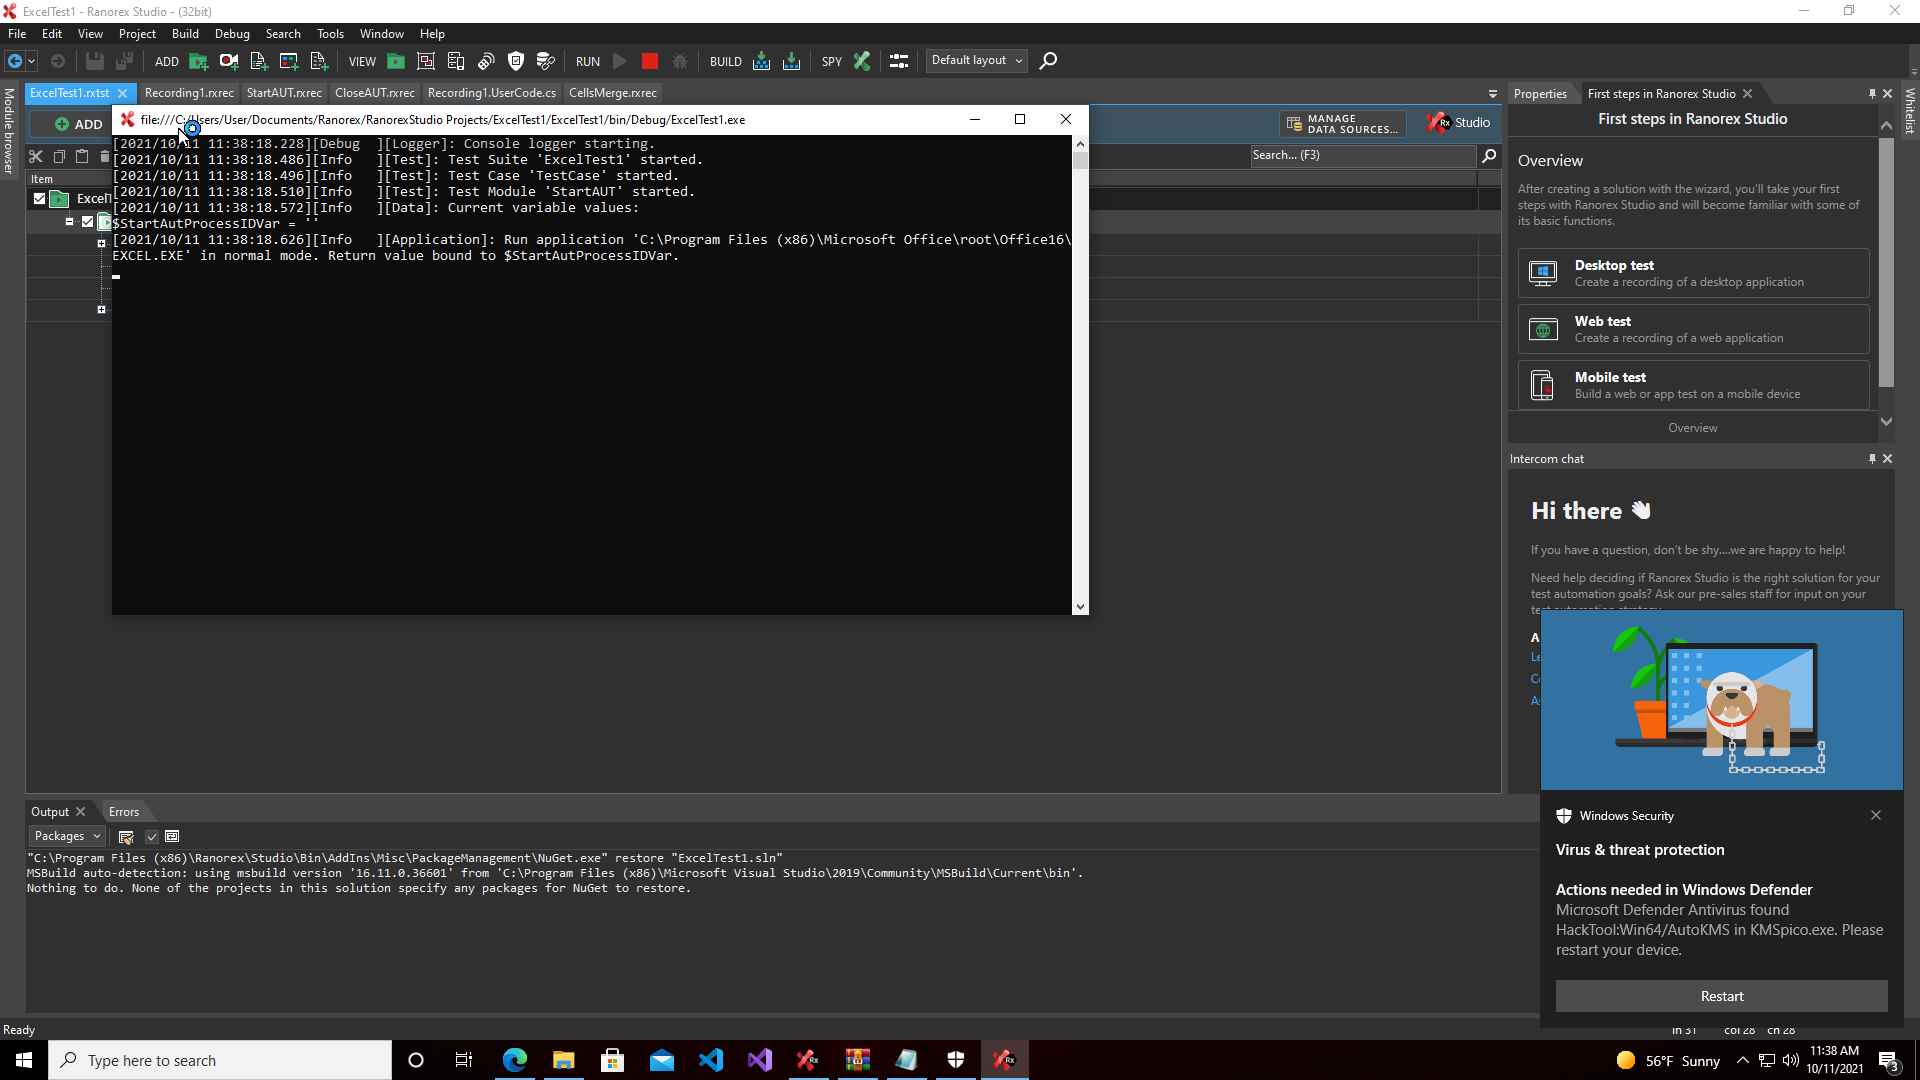 ExcelTest1 - Ranorex Studio - (32bit)
File Edit View Project Build Debug Search Tools Window Help
ADD VIEW RUN BUILD SPY Default layout
Module browser
ExcelTest1.rxtst Recording1.rxrec StartAUT.rxrec CloseAUT.rxrec Recording1.UserCode.cs CellsMerge.rxrec
ADD
file:///C:/Users/User/Documents/Ranorex/RanorexStudio Projects/ExcelTest1/ExcelTest1/bin/Debug/ExcelTest1.exe
MANAGE
DATA SOURCES...
Rx Studio
Search... (F3)
Item
ExcelT
[2021/10/11 11:38:18.228][Debug  ][Logger]: Console logger starting.
[2021/10/11 11:38:18.486][Info   ][Test]: Test Suite 'ExcelTest1' started.
[2021/10/11 11:38:18.496][Info   ][Test]: Test Case 'TestCase' started.
[2021/10/11 11:38:18.510][Info   ][Test]: Test Module 'StartAUT' started.
[2021/10/11 11:38:18.572][Info   ][Data]: Current variable values:
$StartAutProcessIDVar = ''
[2021/10/11 11:38:18.626][Info   ][Application]: Run application 'C:\Program Files (x86)\Microsoft Office\root\Office16\
EXCEL.EXE' in normal mode. Return value bound to $StartAutProcessIDVar.
Properties First steps in Ranorex Studio
Whitelist
First steps in Ranorex Studio
Overview
After creating a solution with the wizard, you'll take your first
steps with Ranorex Studio and will become familiar with some of
its basic functions.
Desktop test
Create a recording of a desktop application
Web test
Create a recording of a web application
Mobile test
Build a web or app test on a mobile device
Overview
Intercom chat
Hi there
If you have a question, don't be shy....we are happy to help!
Need help deciding if Ranorex Studio is the right solution for your
test automation goals? Ask our pre-sales staff for input on your
test automation strategy.
A
Le
Co
As
Windows Security
Virus & threat protection
Actions needed in Windows Defender
Microsoft Defender Antivirus found
HackTool:Win64/AutoKMS in KMSpico.exe. Please
restart your device.
Restart
Output Errors
Packages
"C:\Program Files (x86)\Ranorex\Studio\Bin\AddIns\Misc\PackageManagement\NuGet.exe" restore "ExcelTest1.sln"
MSBuild auto-detection: using msbuild version '16.11.0.36601' from 'C:\Program Files (x86)\Microsoft Visual Studio\2019\Community\MSBuild\Current\bin'.
Nothing to do. None of the projects in this solution specify any packages for NuGet to restore.
Ready
ln 31 col 28 ch 28
Type here to search
56°F Sunny
11:38 AM
10/11/2021
3